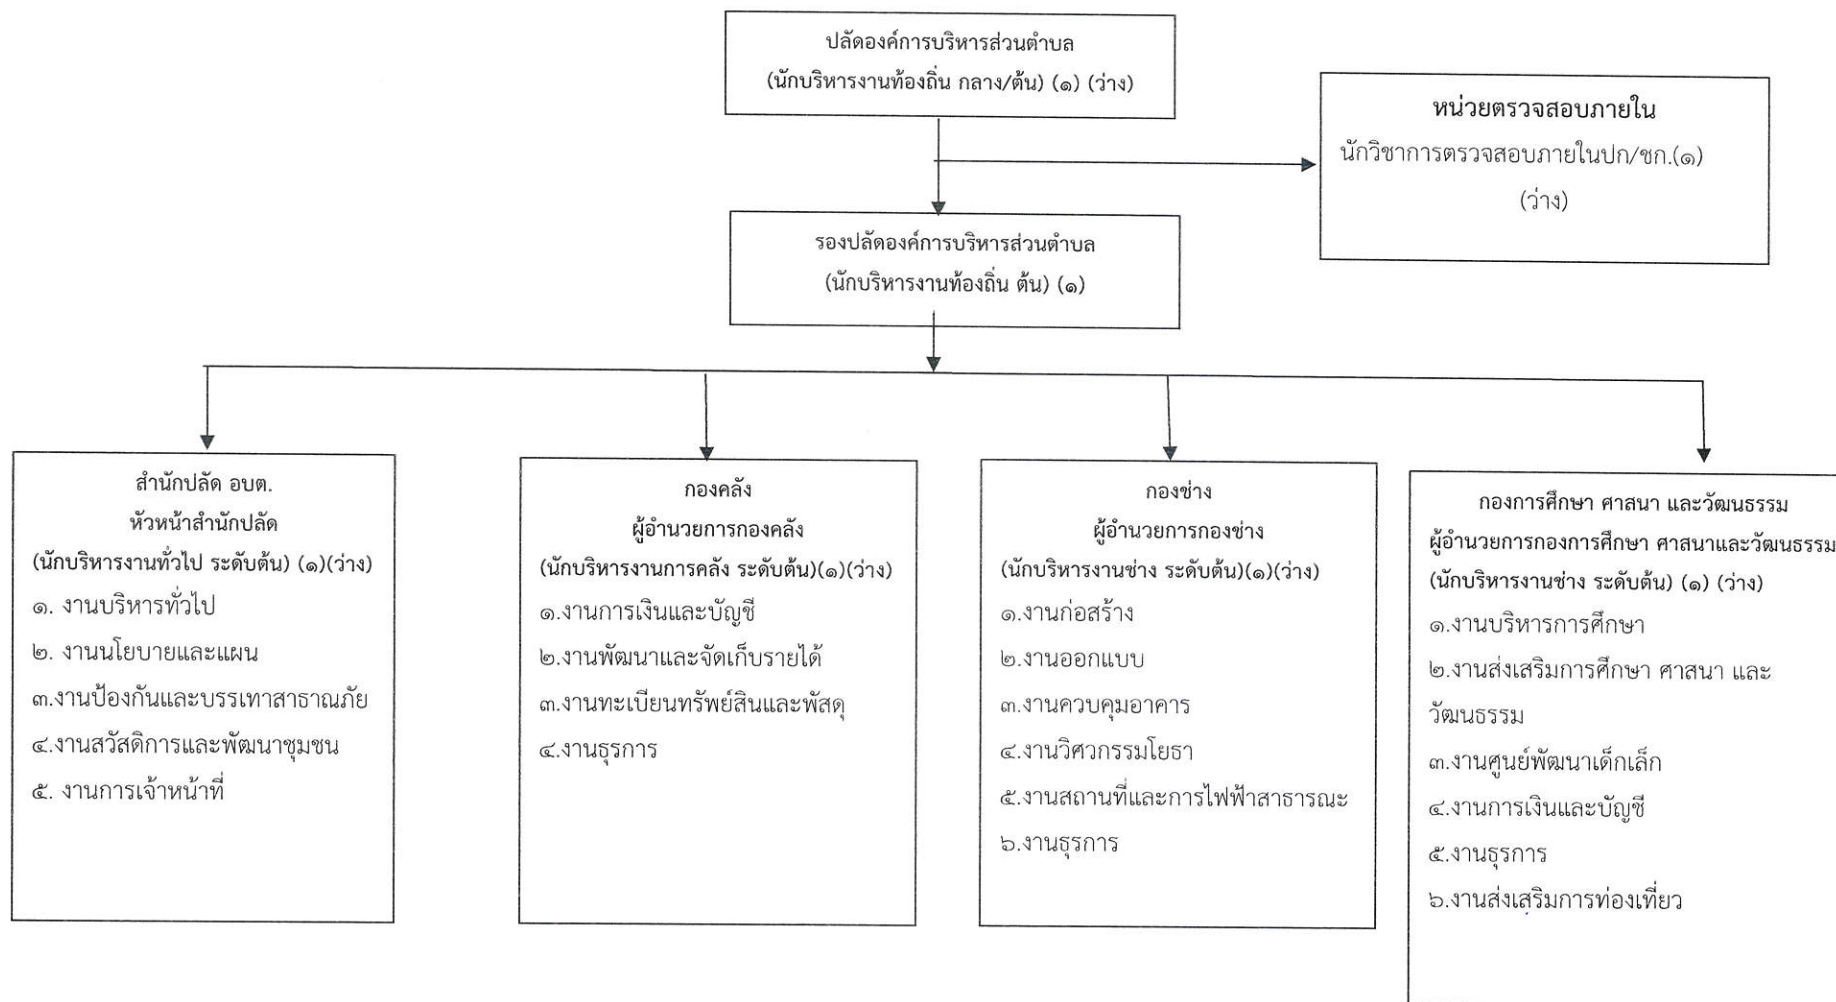 ปลัดองค์การบริหารส่วนตำบล
(นักบริหารงานท้องถิ่น กลาง/ต้น) (๑) (ว่าง)
หน่วยตรวจสอบภายใน
นักวิชาการตรวจสอบภายในปก/ชก.(๑)
(ว่าง)
รองปลัดองค์การบริหารส่วนตำบล
(นักบริหารงานท้องถิ่น ต้น) (๑)
สำนักปลัด อบต.
หัวหน้าสำนักปลัด
(นักบริหารงานทั่วไป ระดับต้น) (๑)(ว่าง)
๑. งานบริหารทั่วไป
๒. งานนโยบายและแผน
๓.งานป้องกันและบรรเทาสาธาณภัย
๔.งานสวัสดิการและพัฒนาชุมชน
๕. งานการเจ้าหน้าที่
กองคลัง
ผู้อำนวยการกองคลัง
(นักบริหารงานการคลัง ระดับต้น)(๑)(ว่าง)
๑.งานการเงินและบัญชี
๒.งานพัฒนาและจัดเก็บรายได้
๓.งานทะเบียนทรัพย์สินและพัสดุ
๔.งานธุรการ
กองช่าง
ผู้อำนวยการกองช่าง
(นักบริหารงานช่าง ระดับต้น)(๑)(ว่าง)
๑.งานก่อสร้าง
๒.งานออกแบบ
๓.งานควบคุมอาคาร
๔.งานวิศวกรรมโยธา
๕.งานสถานที่และการไฟฟ้าสาธารณะ
๖.งานธุรการ
กองการศึกษา ศาสนา และวัฒนธรรม
ผู้อำนวยการกองการศึกษา ศาสนาและวัฒนธรรม
(นักบริหารงานช่าง ระดับต้น) (๑) (ว่าง)
๑.งานบริหารการศึกษา
๒.งานส่งเสริมการศึกษา ศาสนา และ
วัฒนธรรม
๓.งานศูนย์พัฒนาเด็กเล็ก
๔.งานการเงินและบัญชี
๕.งานธุรการ
๖.งานส่งเสริมการท่องเที่ยว